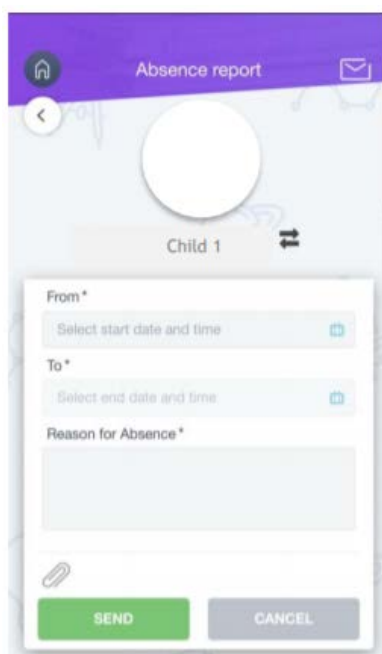 Absence report
Child 1
From *
Select start date and time
To *
Select end date and time
Reason for Absence *
SEND
CANCEL